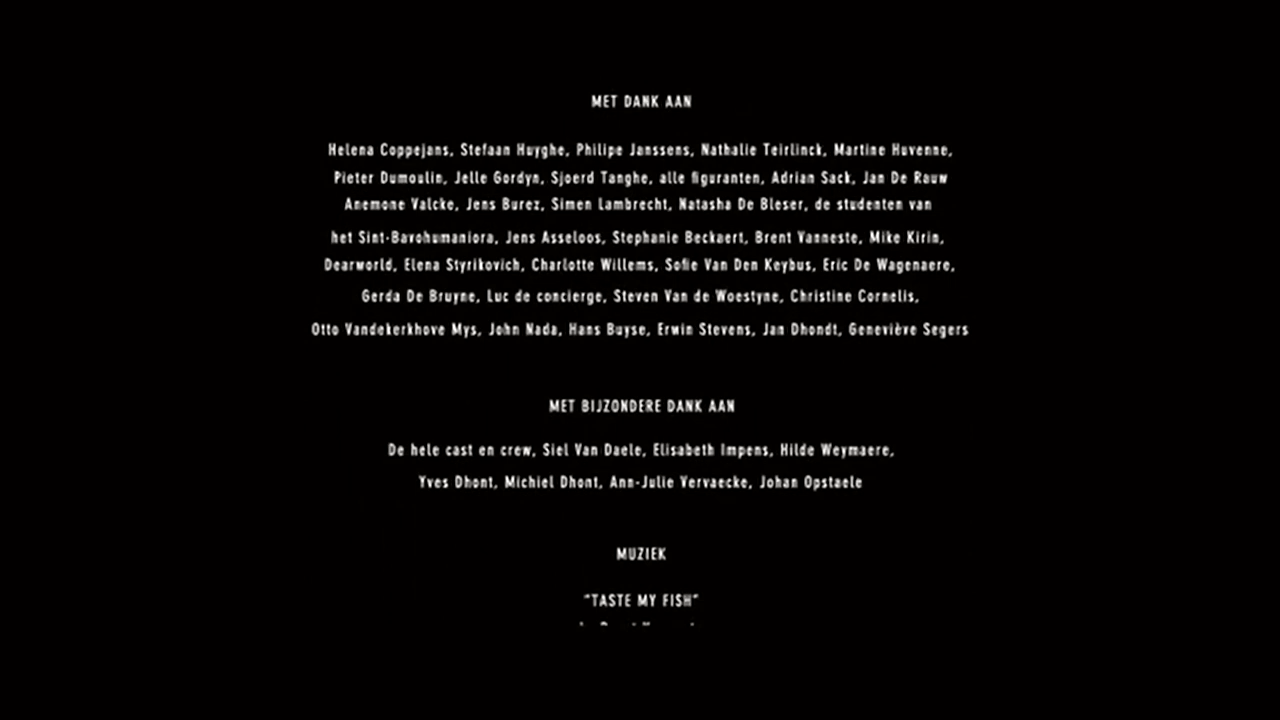 MET DANK AAN
Helena Coppejans, Stefaan Huyghe, Philipe Janssens, Nathalie Teirlinck, Martine Huvenne,
Pieter Dumoulin, Jelle Gordyn, Sjoerd Tanghe, alle figuranten, Adrian Sack, Jan De Rauw
Anemone Valcke, Jens Burez, Simen Lambrecht, Natasha De Bleser, de studenten van
het Sint-Bavohumaniora, Jens Asseloos, Stephanie Beckaert, Brent Vanneste, Mike Kirin,
Dearworld, Elena Styrikovich, Charlotte Willems, Sofie Van Den Keybus, Eric De Wagenaere,
Gerda De Bruyne, Luc de concierge, Steven Van de Woestyne, Christine Cornelis,
Otto Vandekerkhove Mys, John Nada, Hans Buyse, Erwin Stevens, Jan Dhondt, Geneviève Segers
MET BIJZONDERE DANK AAN
De hele cast en crew, Siel Van Daele, Elisabeth Impens, Hilde Weymaere,
Yves Dhont, Michiel Dhont, Ann-Julie Vervaecke, Johan Opstaele
MUZIEK
"TASTE MY FISH"